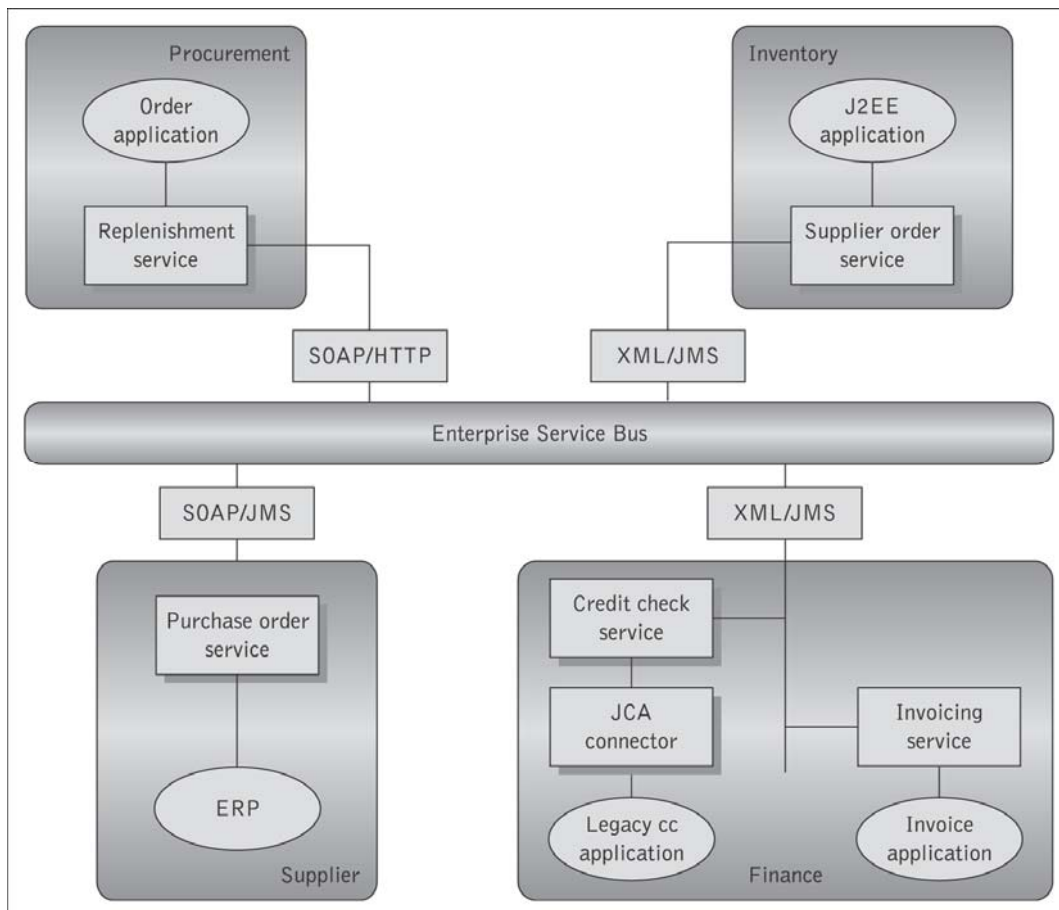 Procurement
Order
application
Replenishment
service
Inventory
J2EE
application
Supplier order
service
SOAP/HTTP
XML/JMS
Enterprise Service Bus
SOAP/JMS
XML/JMS
Purchase order
service
ERP
Supplier
Credit check
service
JCA
connector
Legacy cc
application
Invoicing
service
Invoice
application
Finance